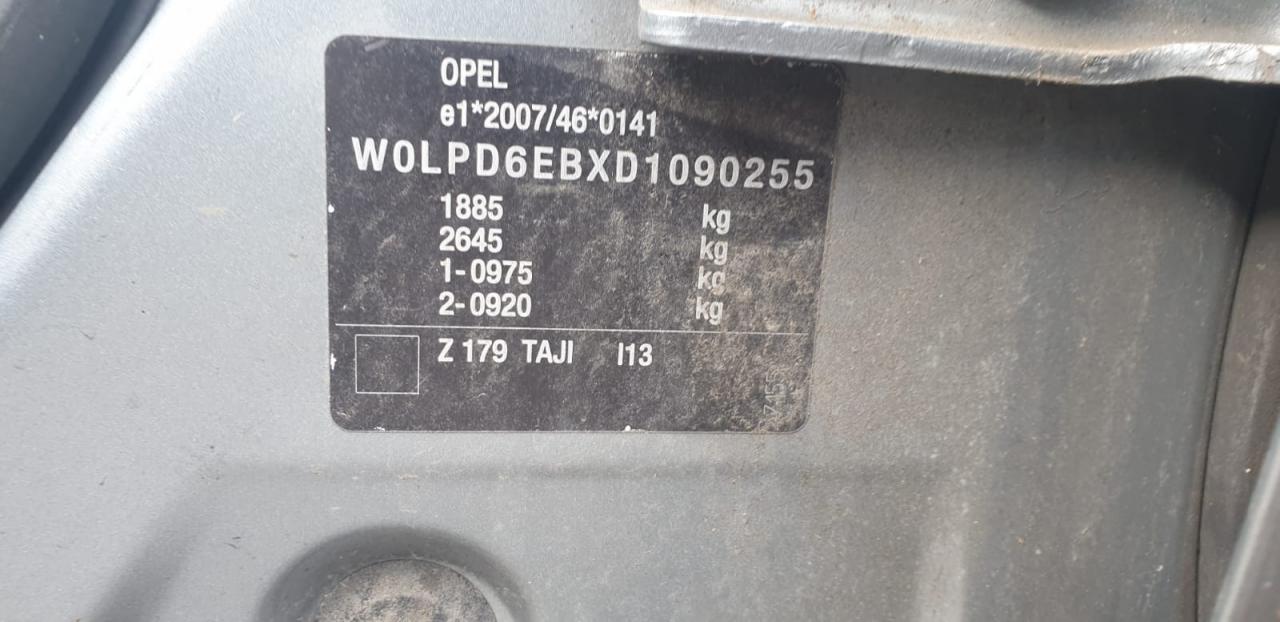 OPEL
e1*2007/46*0141
W0LPD6EBXD1090255
1885 kg
2645 kg
1-0975 kg
2-0920 kg
Z 179 TAJI I13